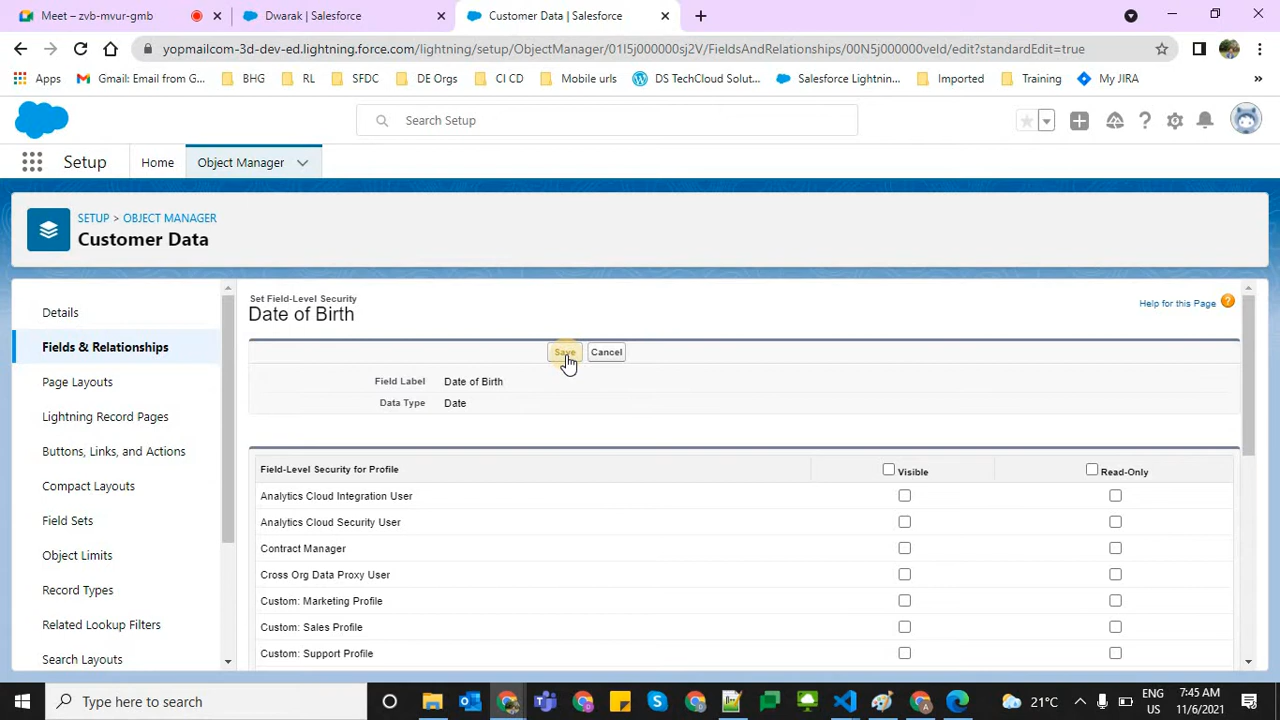 Meet – zvb-mvur-gmb
Dwarak | Salesforce
Customer Data | Salesforce
yopmailcom-3d-dev-ed.lightning.force.com/lightning/setup/ObjectManager/01I5j000000sj2V/FieldsAndRelationships/00N5j000000veld/edit?standardEdit=true
Apps
Gmail: Email from G...
BHG
RL
SFDC
DE Orgs
CI CD
Mobile urls
DS TechCloud Solut...
Salesforce Lightnin...
Imported
Training
My JIRA
Search Setup
Setup
Home
Object Manager
SETUP > OBJECT MANAGER
Customer Data
Details
Fields & Relationships
Page Layouts
Lightning Record Pages
Buttons, Links, and Actions
Compact Layouts
Field Sets
Object Limits
Record Types
Related Lookup Filters
Search Layouts
Set Field-Level Security
Date of Birth
Help for this Page
Save
Cancel
Field Label Date of Birth
Data Type Date
Field-Level Security for Profile Visible Read-Only
Analytics Cloud Integration User
Analytics Cloud Security User
Contract Manager
Cross Org Data Proxy User
Custom: Marketing Profile
Custom: Sales Profile
Custom: Support Profile
Type here to search
21°C
ENG
US
7:45 AM
11/6/2021